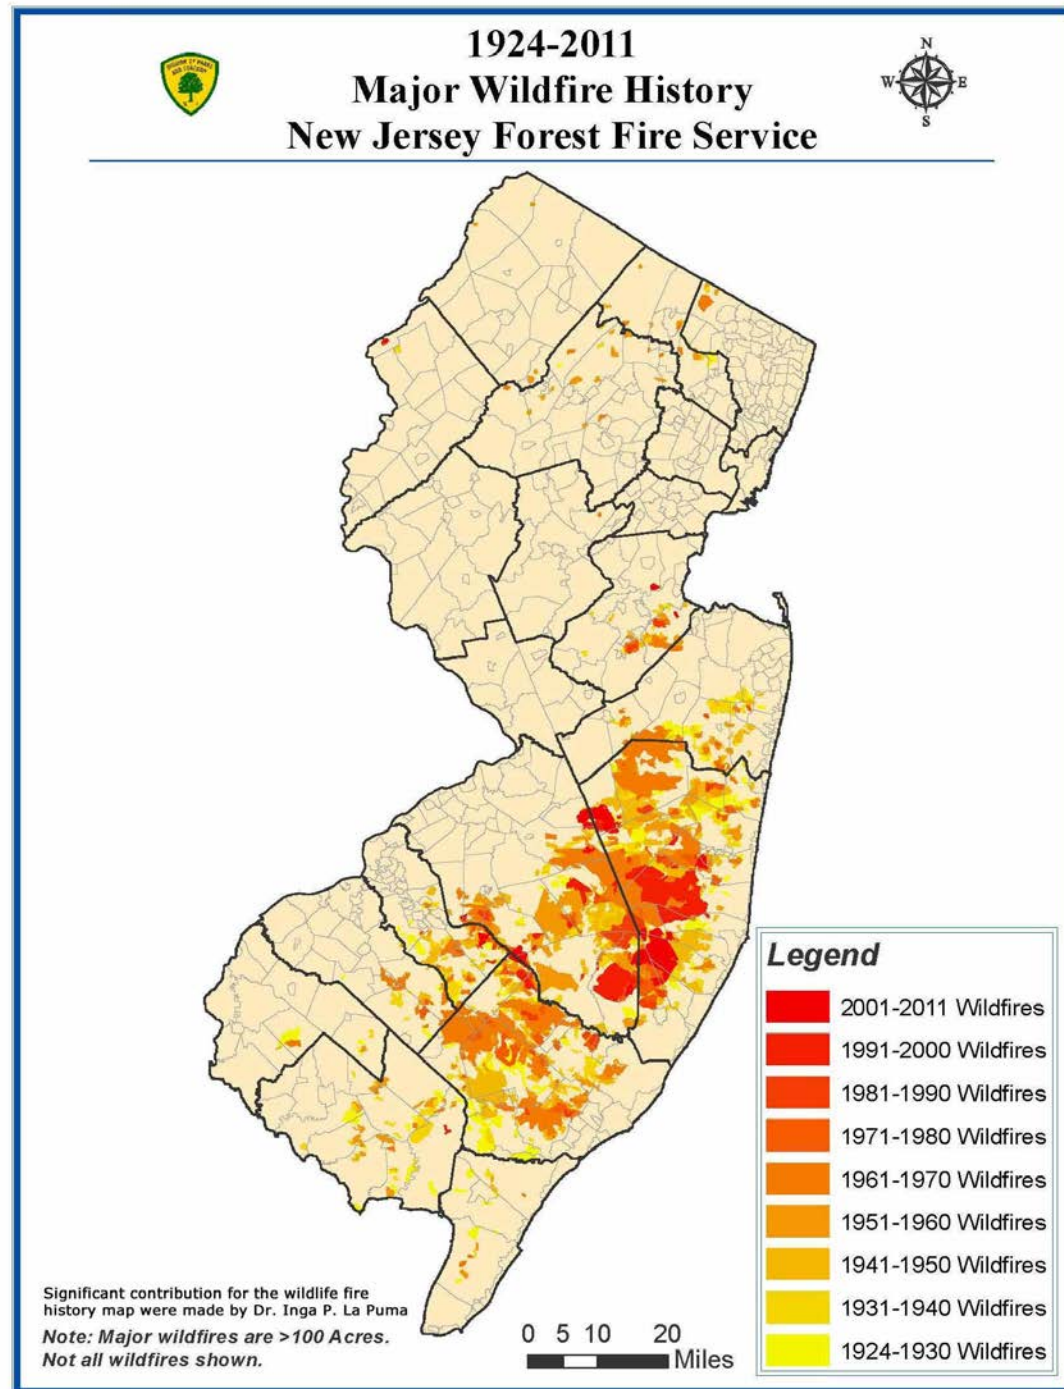 1924-2011
Major Wildfire History
New Jersey Forest Fire Service
N
W E
S
Legend
2001-2011 Wildfires
1991-2000 Wildfires
1981-1990 Wildfires
1971-1980 Wildfires
1961-1970 Wildfires
1951-1960 Wildfires
1941-1950 Wildfires
1931-1940 Wildfires
1924-1930 Wildfires
Significant contribution for the wildlife fire
history map were made by Dr. Inga P. La Puma
Note: Major wildfires are >100 Acres.
Not all wildfires shown.
0 5 10 20
Miles